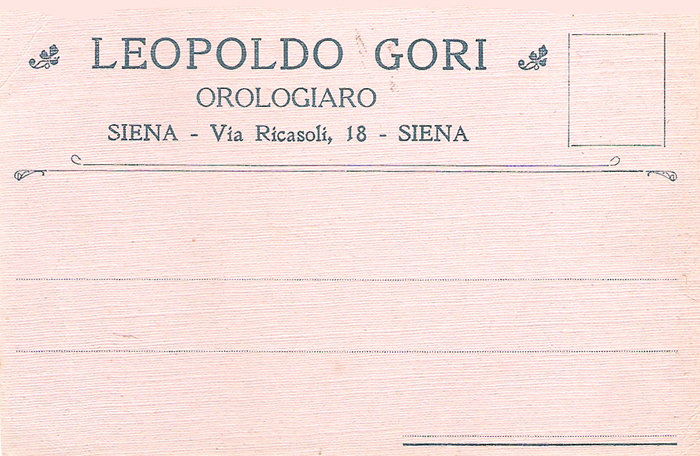 LEOPOLDO GORI
OROLOGIARO
SIENA - Via Ricasoli, 18 - SIENA